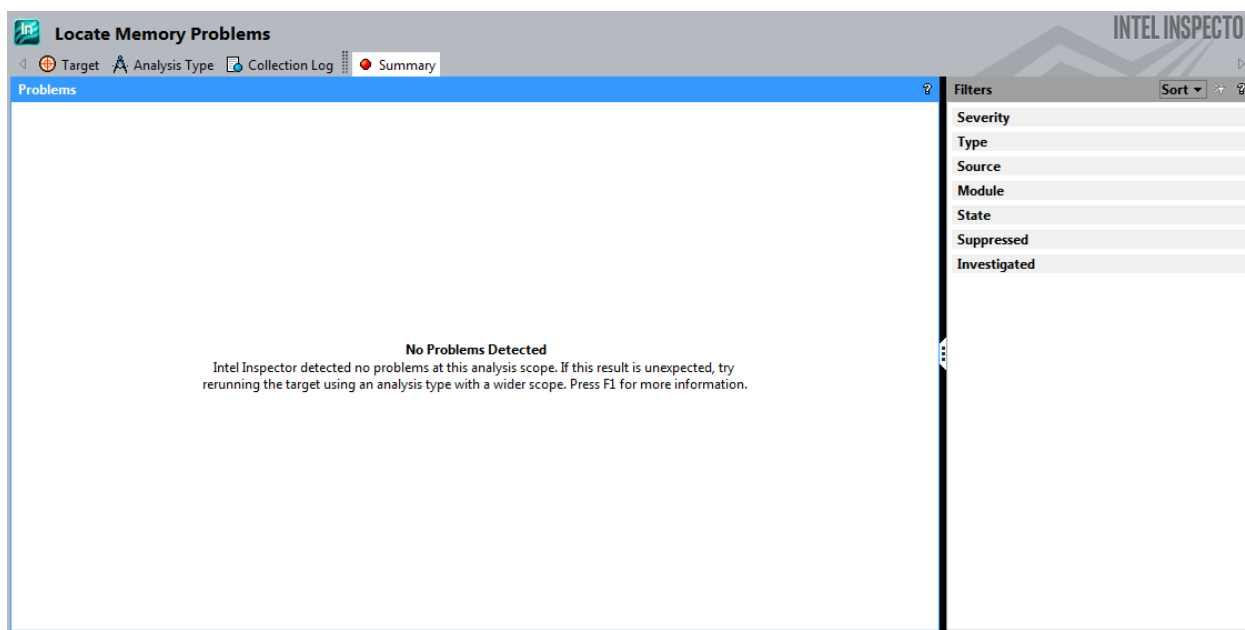 Locate Memory Problems
INTEL INSPECTO
Target Analysis Type Collection Log Summary
Problems ?
Filters Sort ?
Severity
Type
Source
Module
State
Suppressed
Investigated
No Problems Detected
Intel Inspector detected no problems at this analysis scope. If this result is unexpected, try
rerunning the target using an analysis type with a wider scope. Press F1 for more information.